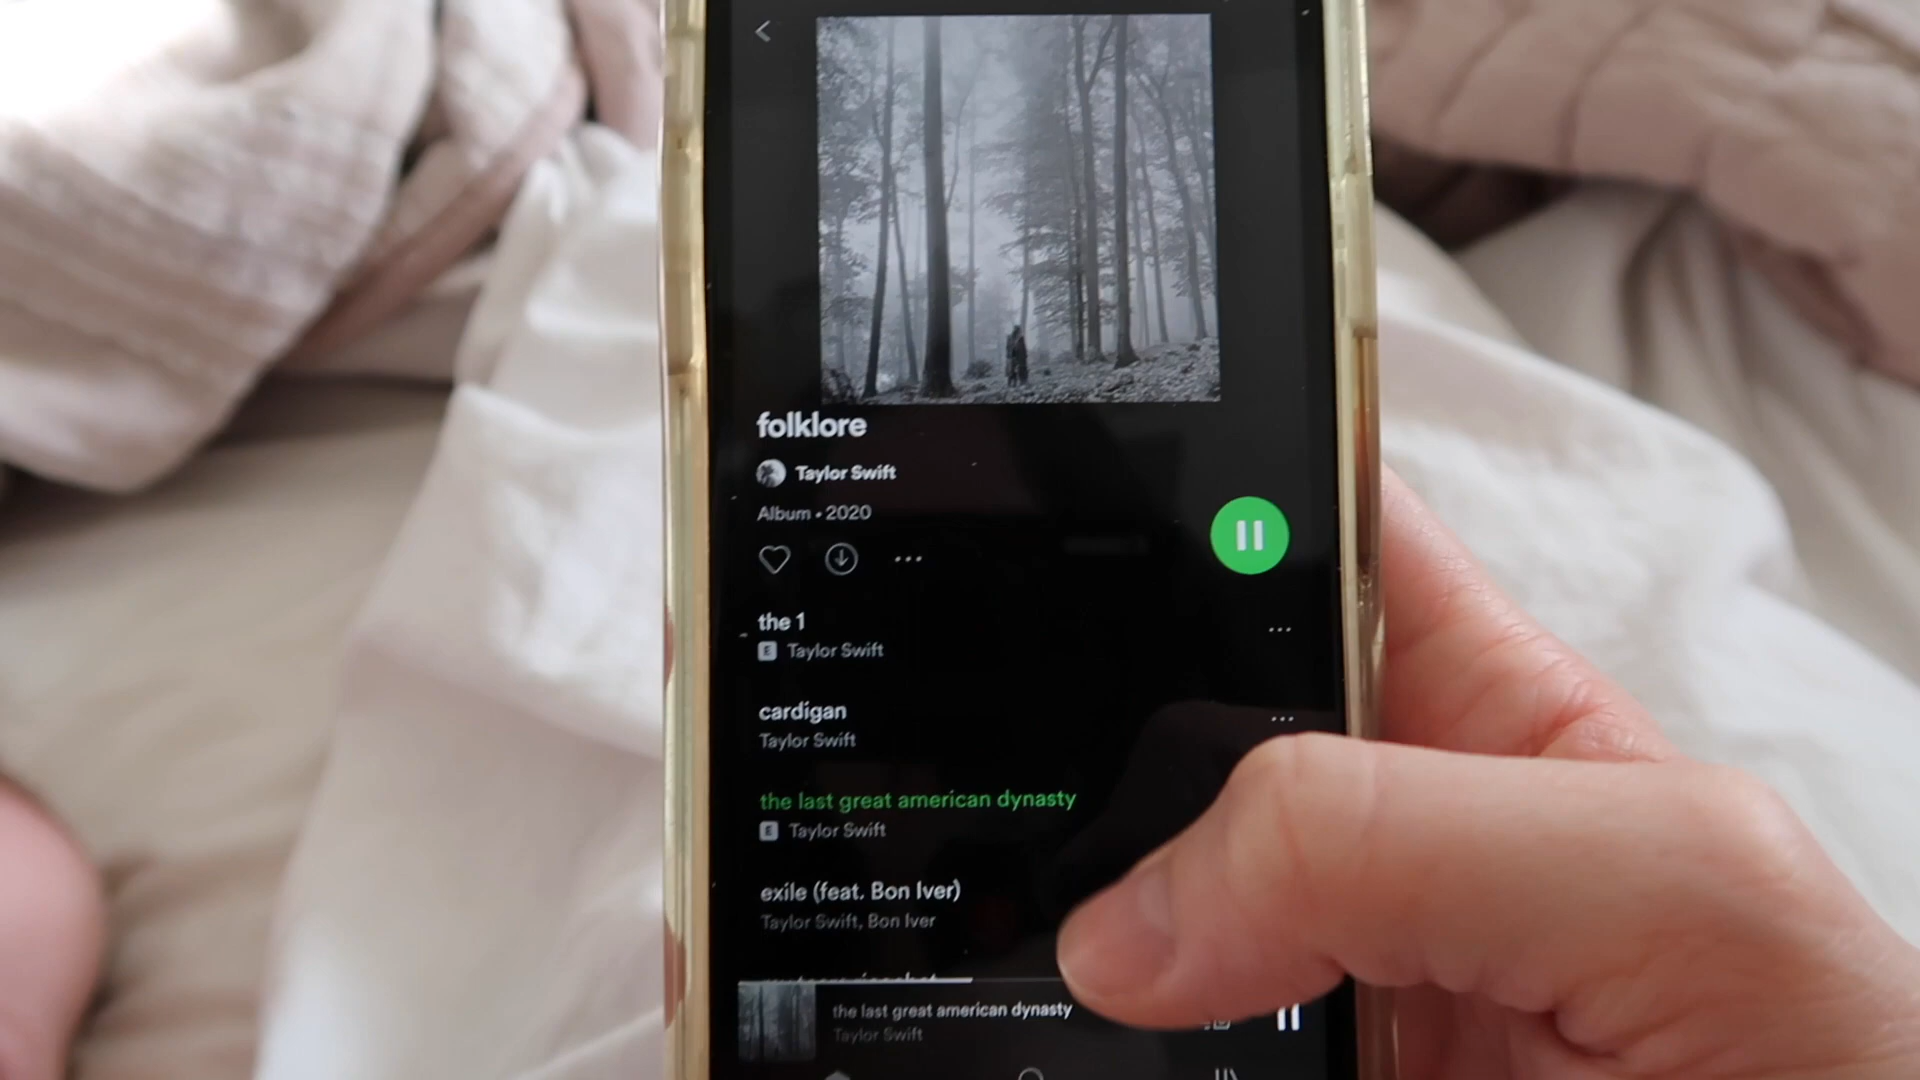 folklore
Taylor Swift
Album • 2020
the 1
E Taylor Swift
cardigan
Taylor Swift
the last great american dynasty
E Taylor Swift
exile (feat. Bon Iver)
Taylor Swift, Bon Iver
the last great american dynasty
Taylor Swift